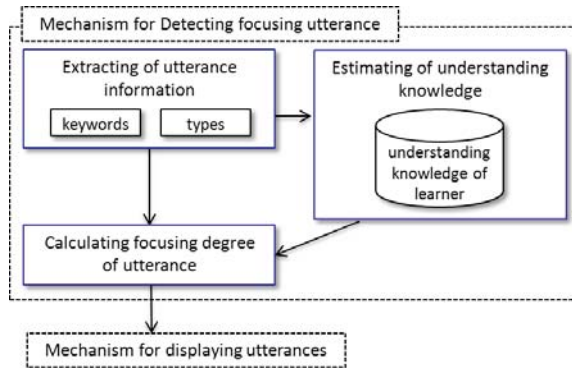 Mechanism for Detecting focusing utterance
Extracting of utterance
information
keywords
types
Estimating of understanding
knowledge
understanding
knowledge of
learner
Calculating focusing degree
of utterance
Mechanism for displaying utterances